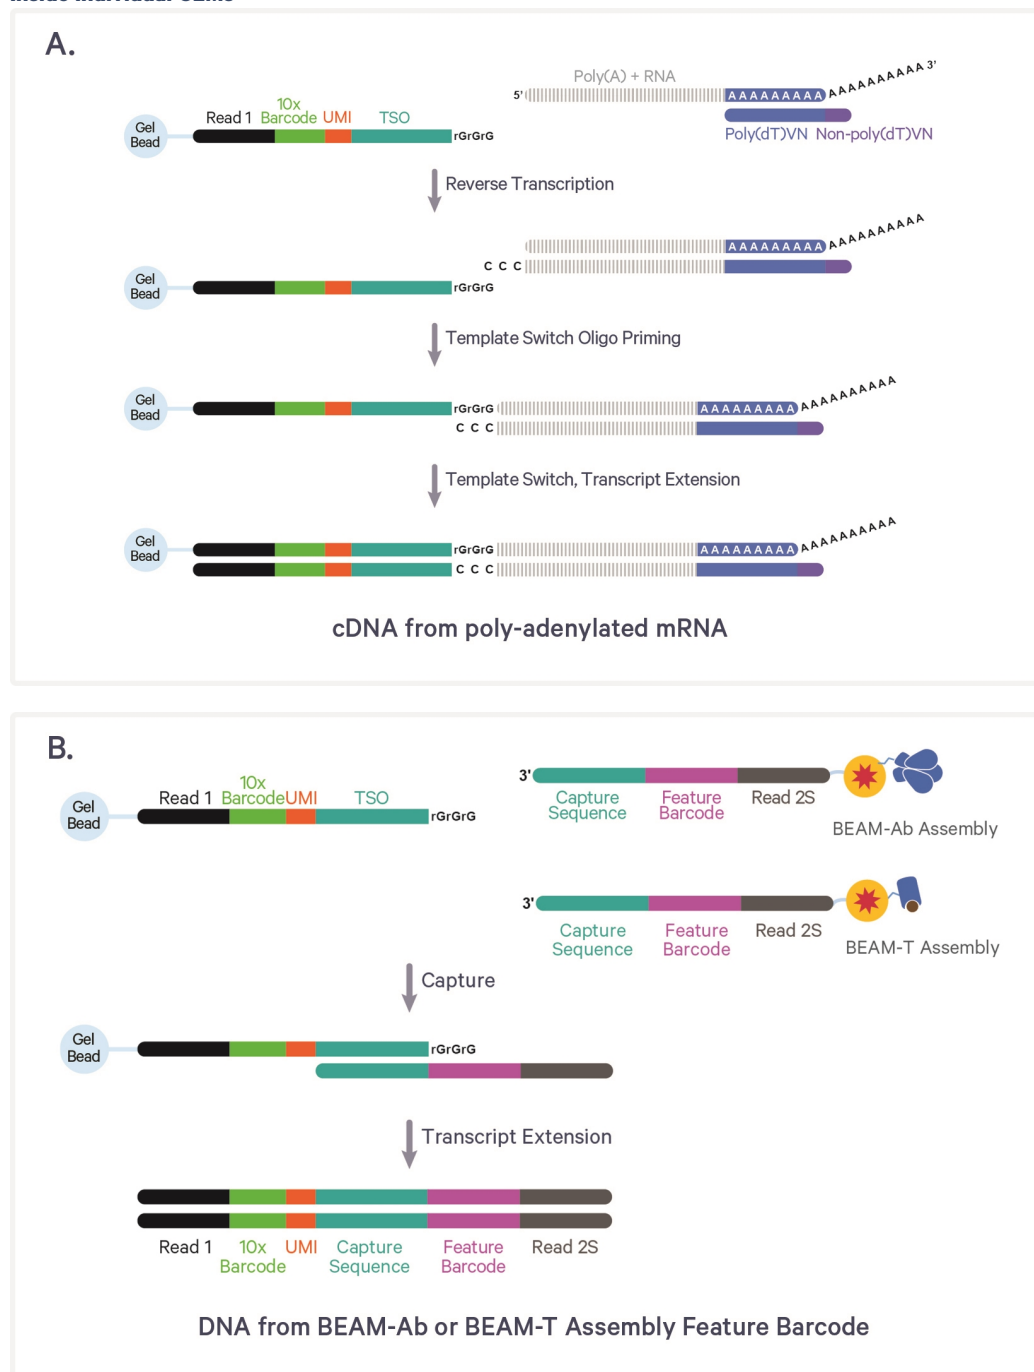 A.
Poly(A) + RNA
5' AAAAAAAAA AAAAAAAAAA 3'
10x
Read 1 Barcode UMI TSO
Gel
Bead
rGrGrG
Poly(dT)VN Non-poly(dT)VN
Reverse Transcription
AAAAAAAAA AAAAAAAAAA
C C C
Gel
Bead
rGrGrG
Template Switch Oligo Priming
Gel
Bead
rGrGrG AAAAAAAAA AAAAAAAAAA
C C C
Template Switch, Transcript Extension
Gel
Bead
rGrGrG AAAAAAAAA AAAAAAAAAA
C C C
cDNA from poly-adenylated mRNA
B.
10x
Read 1 Barcode UMI TSO
Gel
Bead
rGrGrG
3'
Capture
Sequence
Feature
Barcode
Read 2S
BEAM-Ab Assembly
3'
Capture
Sequence
Feature
Barcode
Read 2S
BEAM-T Assembly
Capture
Gel
Bead
rGrGrG
Transcript Extension
Read 1
10x
Barcode
UMI
Capture
Sequence
Feature
Barcode
Read 2S
DNA from BEAM-Ab or BEAM-T Assembly Feature Barcode